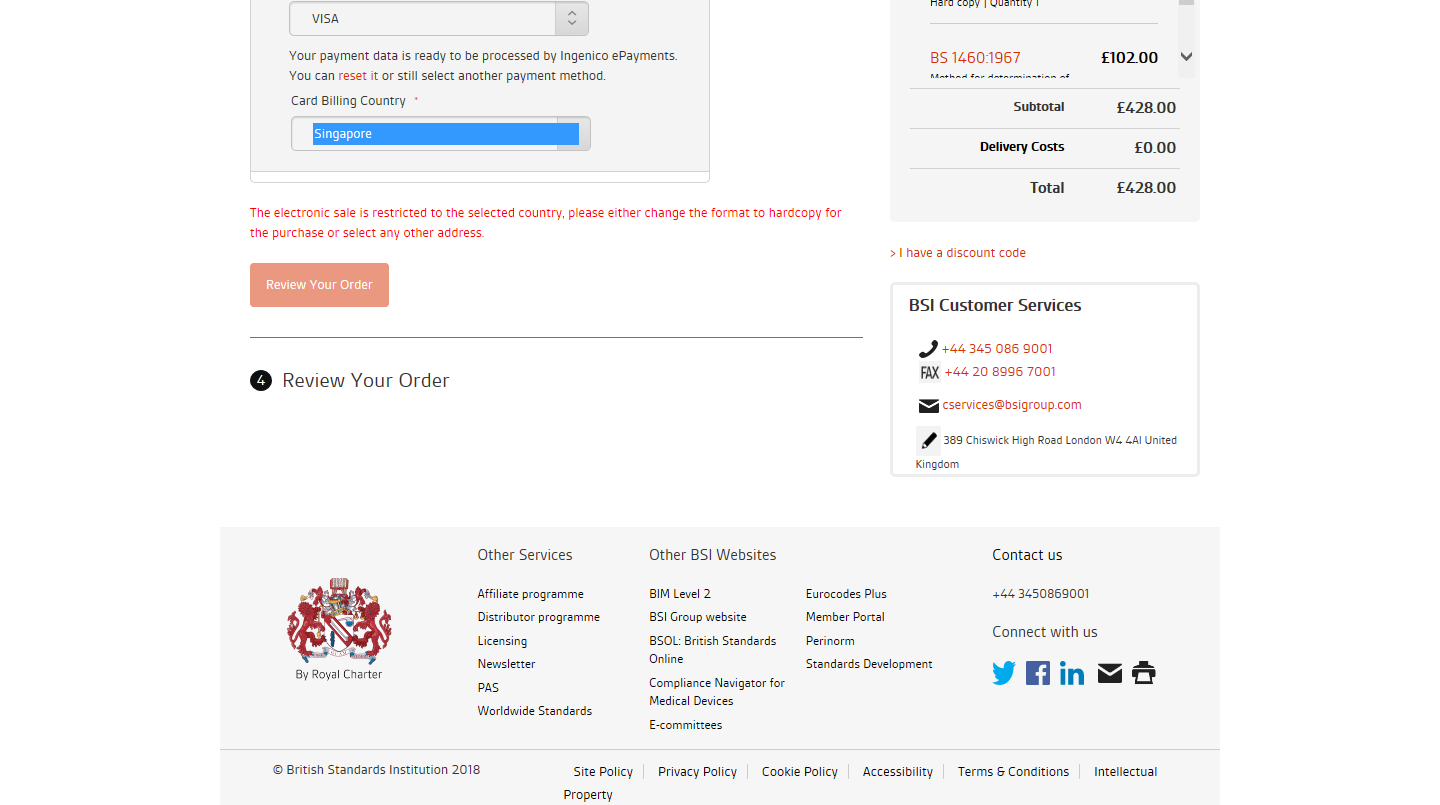 VISA
Your payment data is ready to be processed by Ingenico ePayments.
You can reset it or still select another payment method.
Card Billing Country *
Singapore
The electronic sale is restricted to the selected country, please either change the format to hardcopy for
the purchase or select any other address.
Review Your Order
4 Review Your Order
Hard copy | Quantity 1
BS 1460:1967 £102.00
Method for determination of
Subtotal £428.00
Delivery Costs £0.00
Total £428.00
> I have a discount code
BSI Customer Services
+44 345 086 9001
FAX +44 20 8996 7001
cservices@bsigroup.com
389 Chiswick High Road London W4 4Al United
Kingdom
By Royal Charter
Other Services
Affiliate programme
Distributor programme
Licensing
Newsletter
PAS
Worldwide Standards
Other BSI Websites
BIM Level 2
BSI Group website
BSOL: British Standards
Online
Compliance Navigator for
Medical Devices
E-committees
Eurocodes Plus
Member Portal
Perinorm
Standards Development
Contact us
+44 3450869001
Connect with us
© British Standards Institution 2018
Site Policy Privacy Policy Cookie Policy Accessibility Terms & Conditions Intellectual
Property